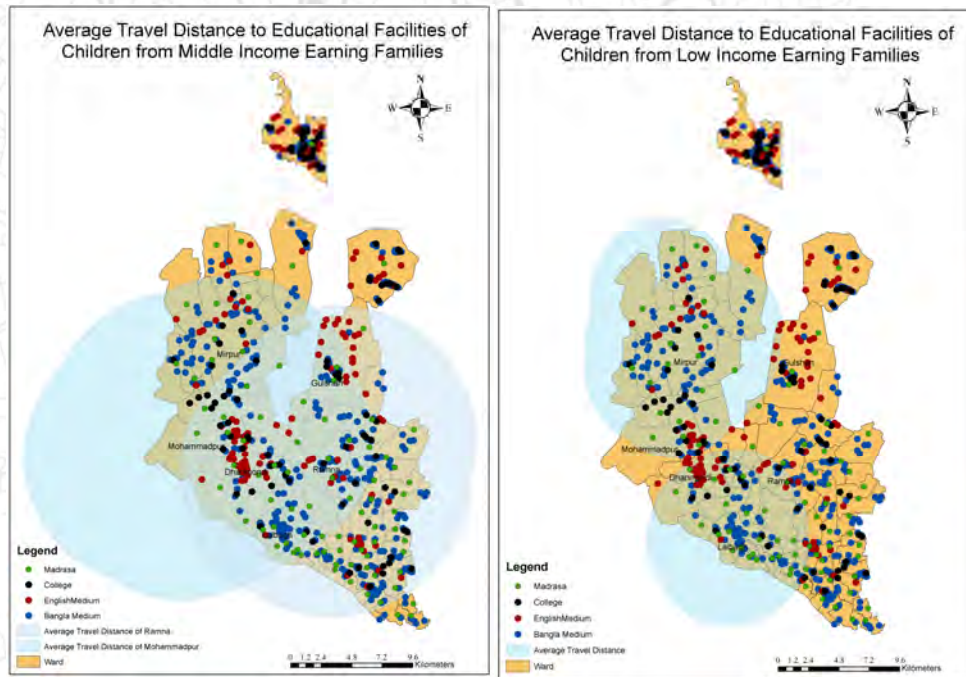 Average Travel Distance to Educational Facilities of
Children from Middle Income Earning Families
N
W E
S
Mirpur
Gulshan
Mohammadpur
Ramna
Legend
Madrasa
College
EnglishMedium
Bangla Medium
Average Travel Distance of Ramna
Average Travel Distance of Mohammadpur
Ward
0 1.2 2.4 4.8 7.2 9.6
Kilometers
Average Travel Distance to Educational Facilities of
Children from Low Income Earning Families
N
W E
S
Mirpur
Gulshan
Mohammadpur
Ramna
Legend
Madrasa
College
EnglishMedium
Bangla Medium
Average Travel Distance
Ward
0 1.2 2.4 4.8 7.2 9.6
Kilometers